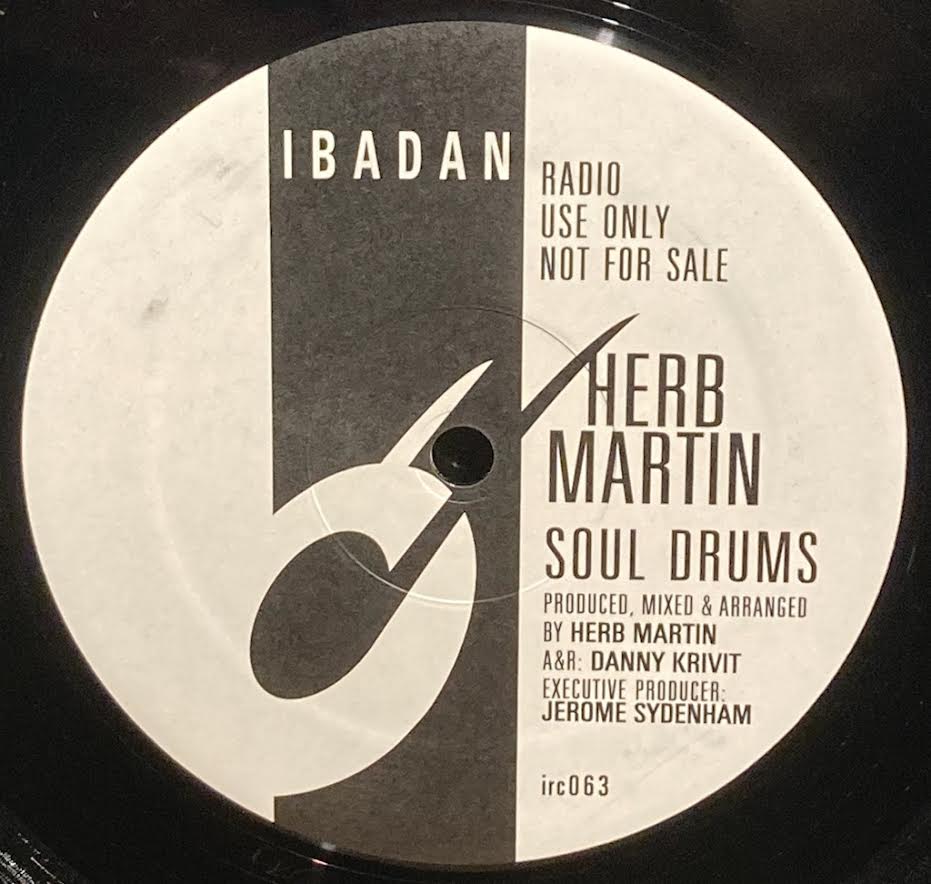 IBADAN
RADIO
USE ONLY
NOT FOR SALE
HERB
MARTIN
SOUL DRUMS
PRODUCED, MIXED & ARRANGED
BY HERB MARTIN
A&R: DANNY KRIVIT
EXECUTIVE PRODUCER:
JEROME SYDENHAM
irc063